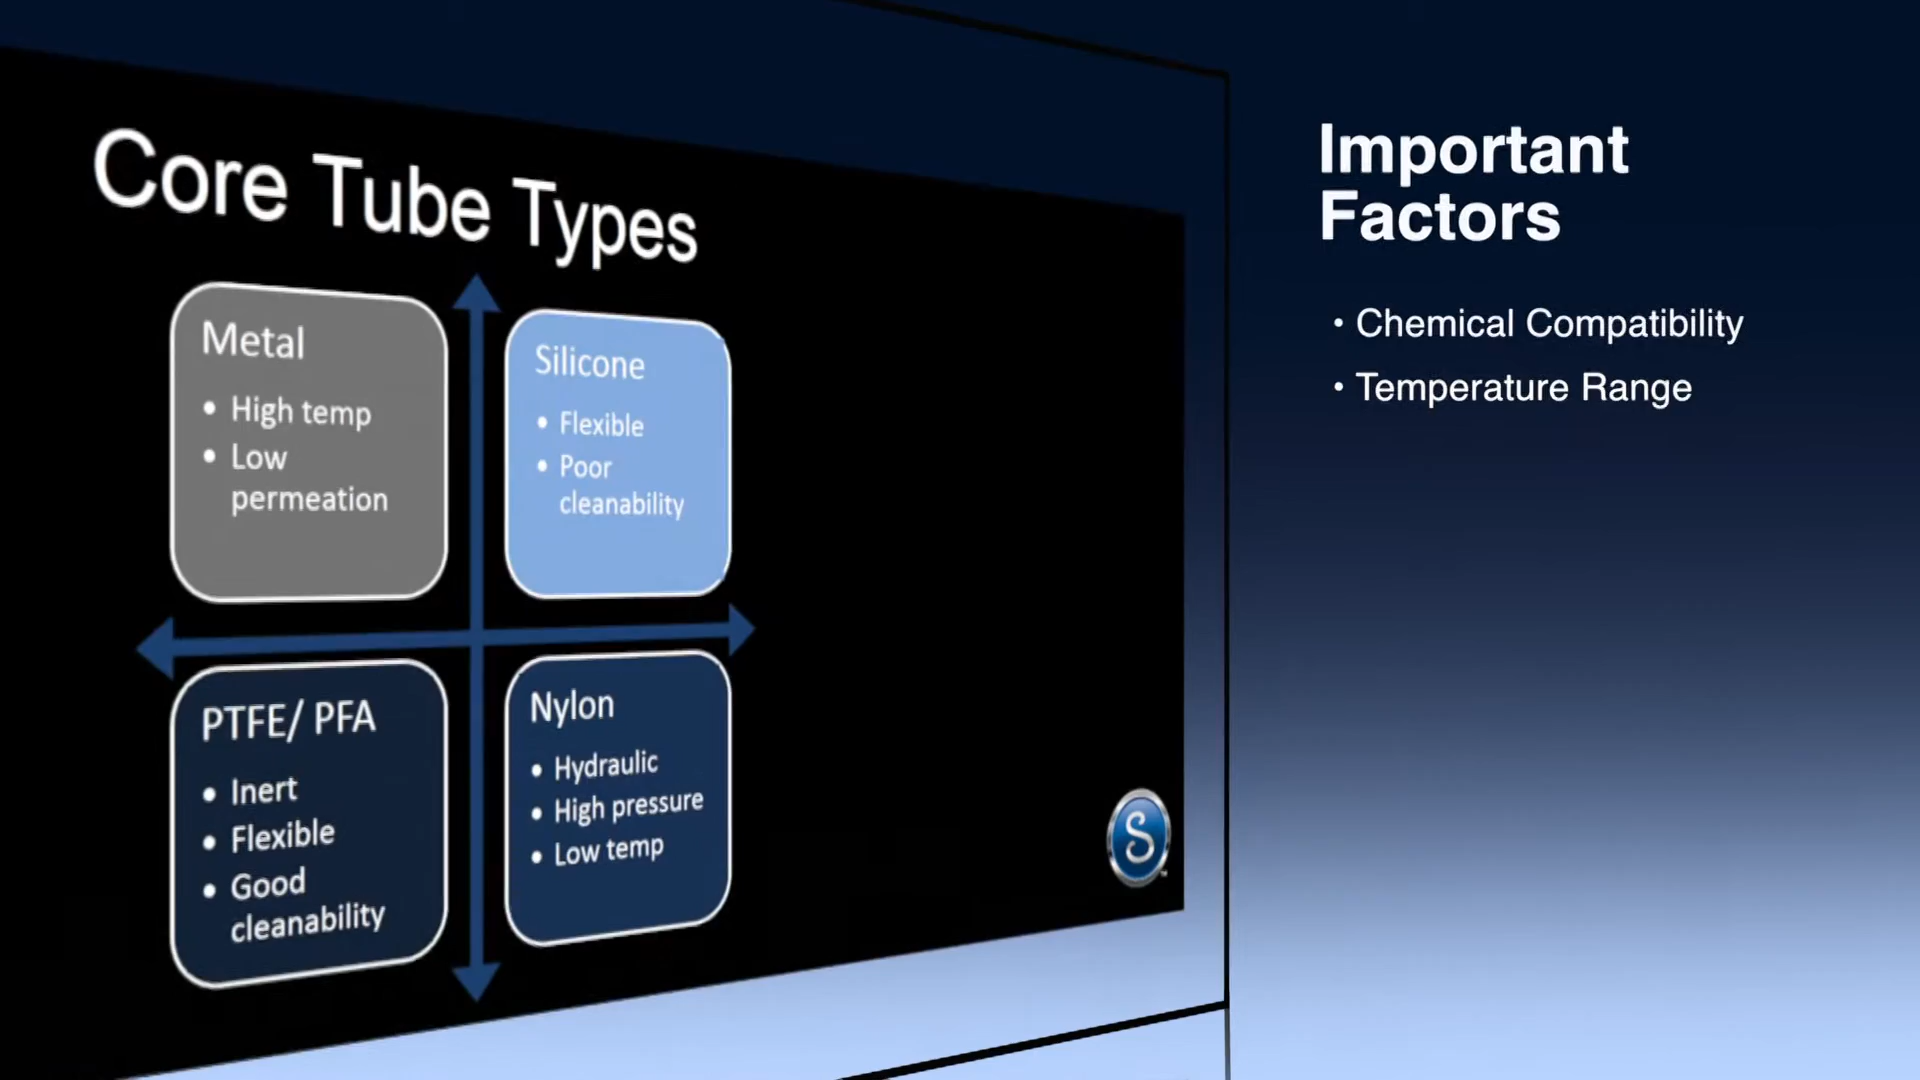 Core Tube Types
Metal
• High temp
• Low
permeation
Silicone
• Flexible
• Poor
cleanability
PTFE/ PFA
• Inert
• Flexible
• Good
cleanability
Nylon
• Hydraulic
• High pressure
• Low temp
S
™
Important
Factors
• Chemical Compatibility
• Temperature Range